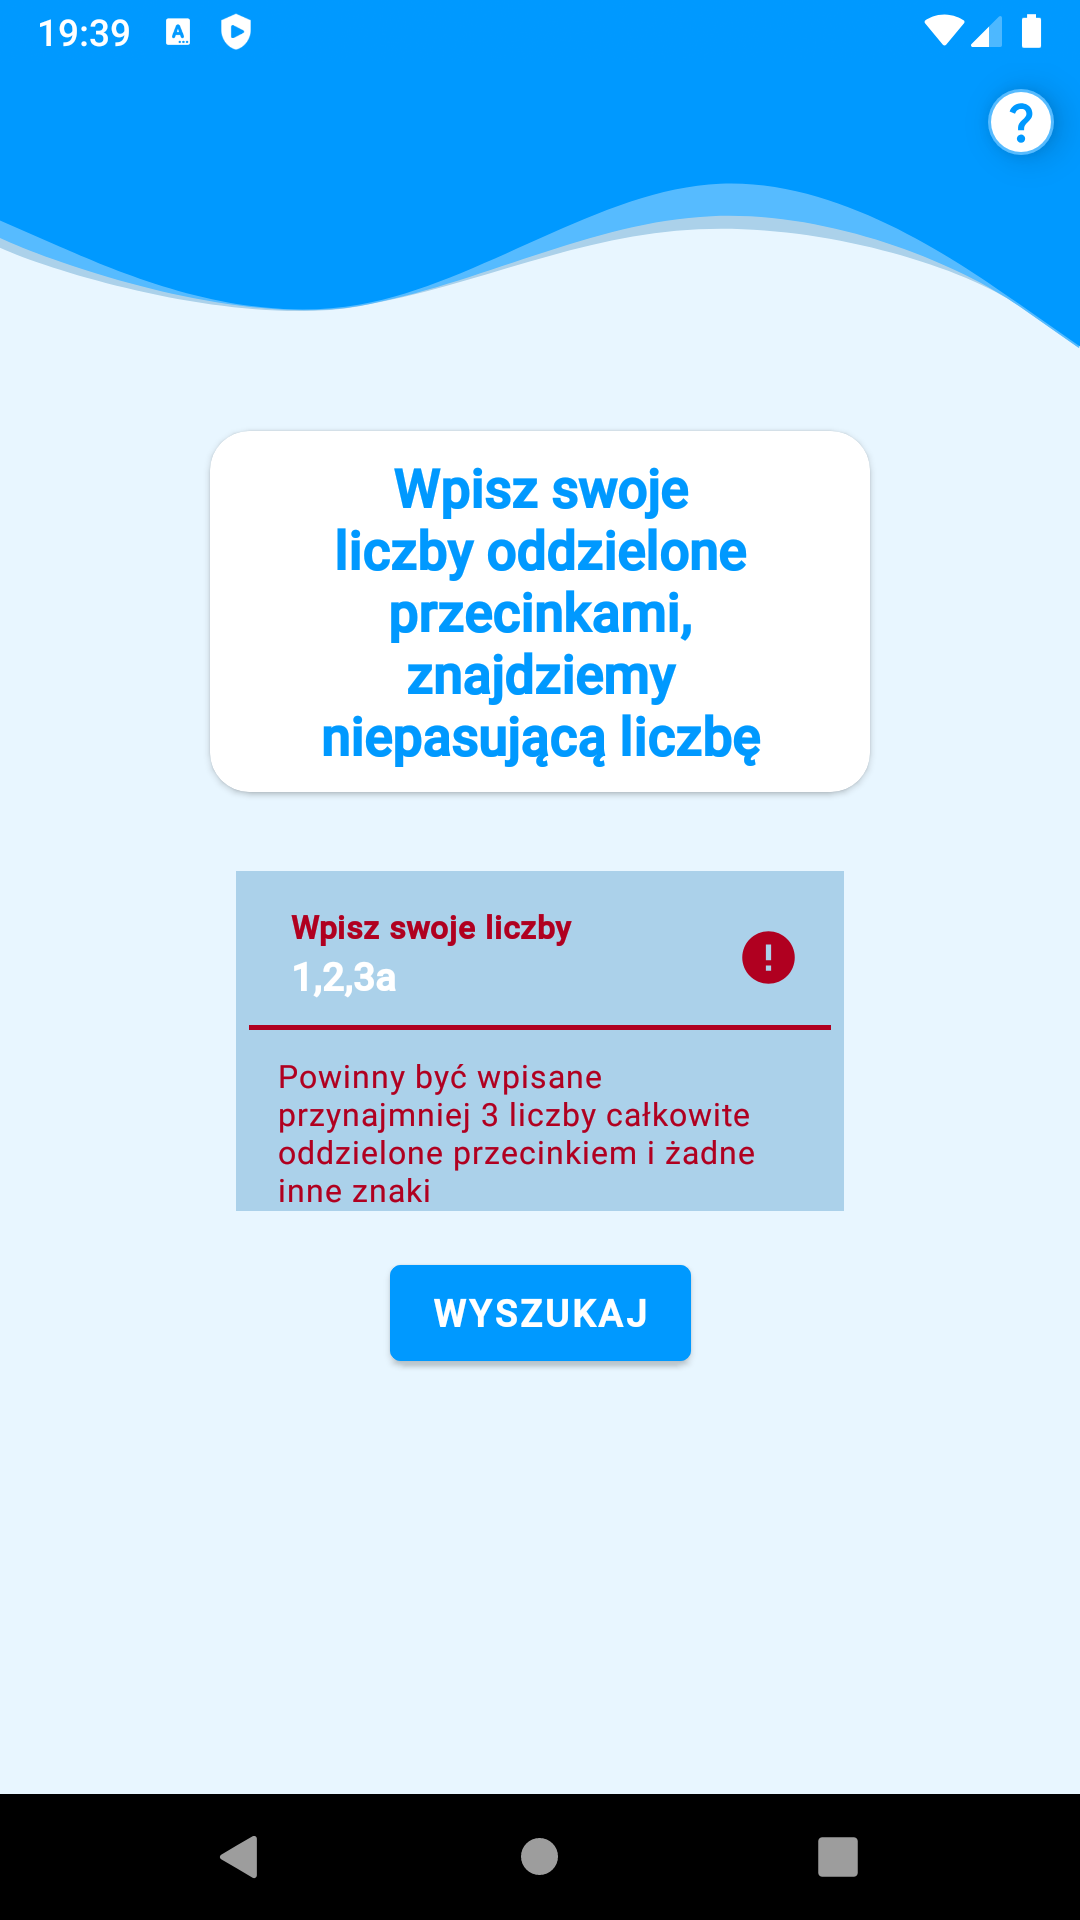 19:39
Wpisz swoje
liczby oddzielone
przecinkami,
znajdziemy
niepasującą liczbę
Wpisz swoje liczby
1,2,3a
Powinny być wpisane
przynajmniej 3 liczby całkowite
oddzielone przecinkiem i żadne
inne znaki
WYSZUKAJ